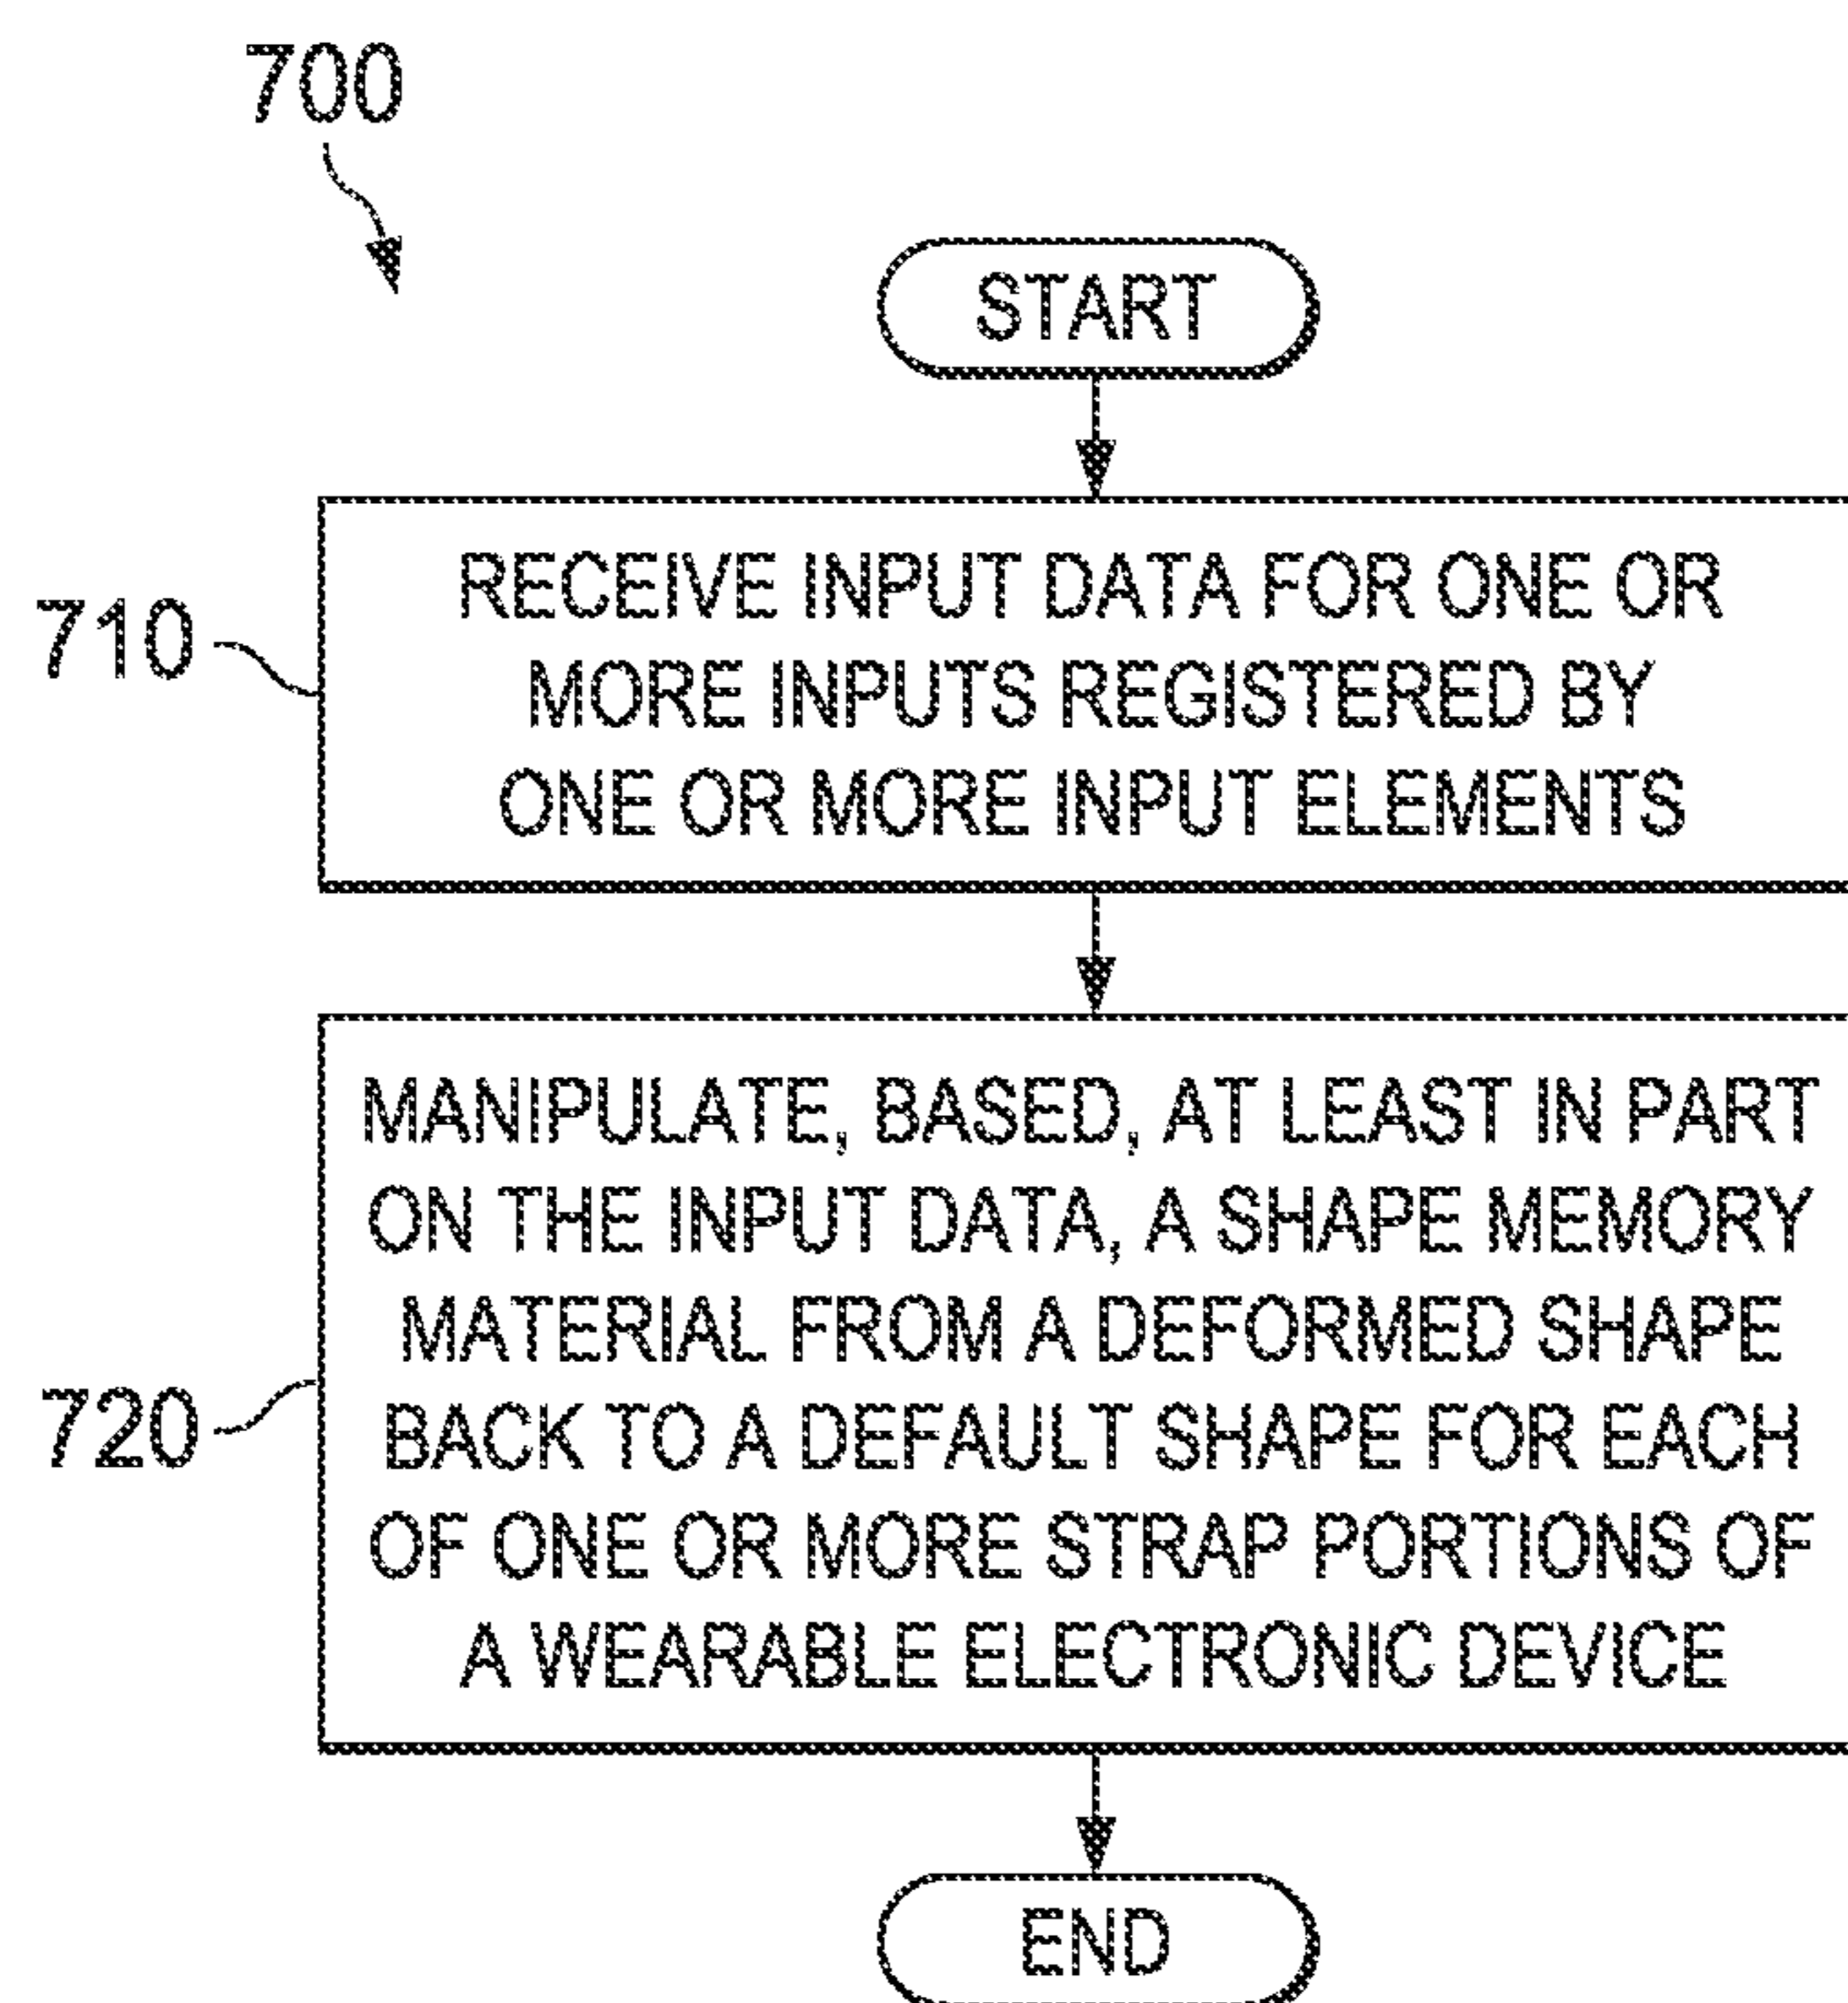 700
START
710
RECEIVE INPUT DATA FOR ONE OR
MORE INPUTS REGISTERED BY
ONE OR MORE INPUT ELEMENTS
720
MANIPULATE, BASED, AT LEAST IN PART
ON THE INPUT DATA, A SHAPE MEMORY
MATERIAL FROM A DEFORMED SHAPE
BACK TO A DEFAULT SHAPE FOR EACH
OF ONE OR MORE STRAP PORTIONS OF
A WEARABLE ELECTRONIC DEVICE
END